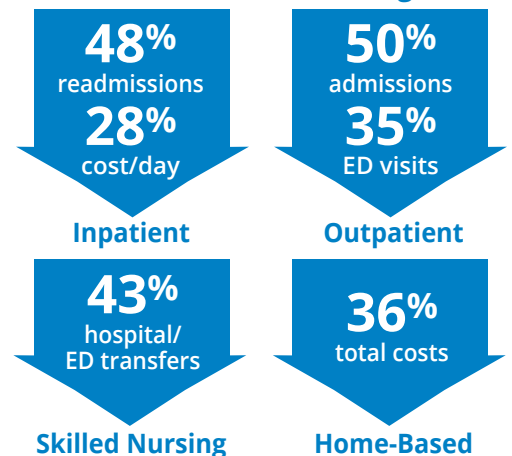 48%
readmissions
28%
cost/day
Inpatient
50%
admissions
35%
ED visits
Outpatient
43%
hospital/
ED transfers
Skilled Nursing
36%
total costs
Home-Based